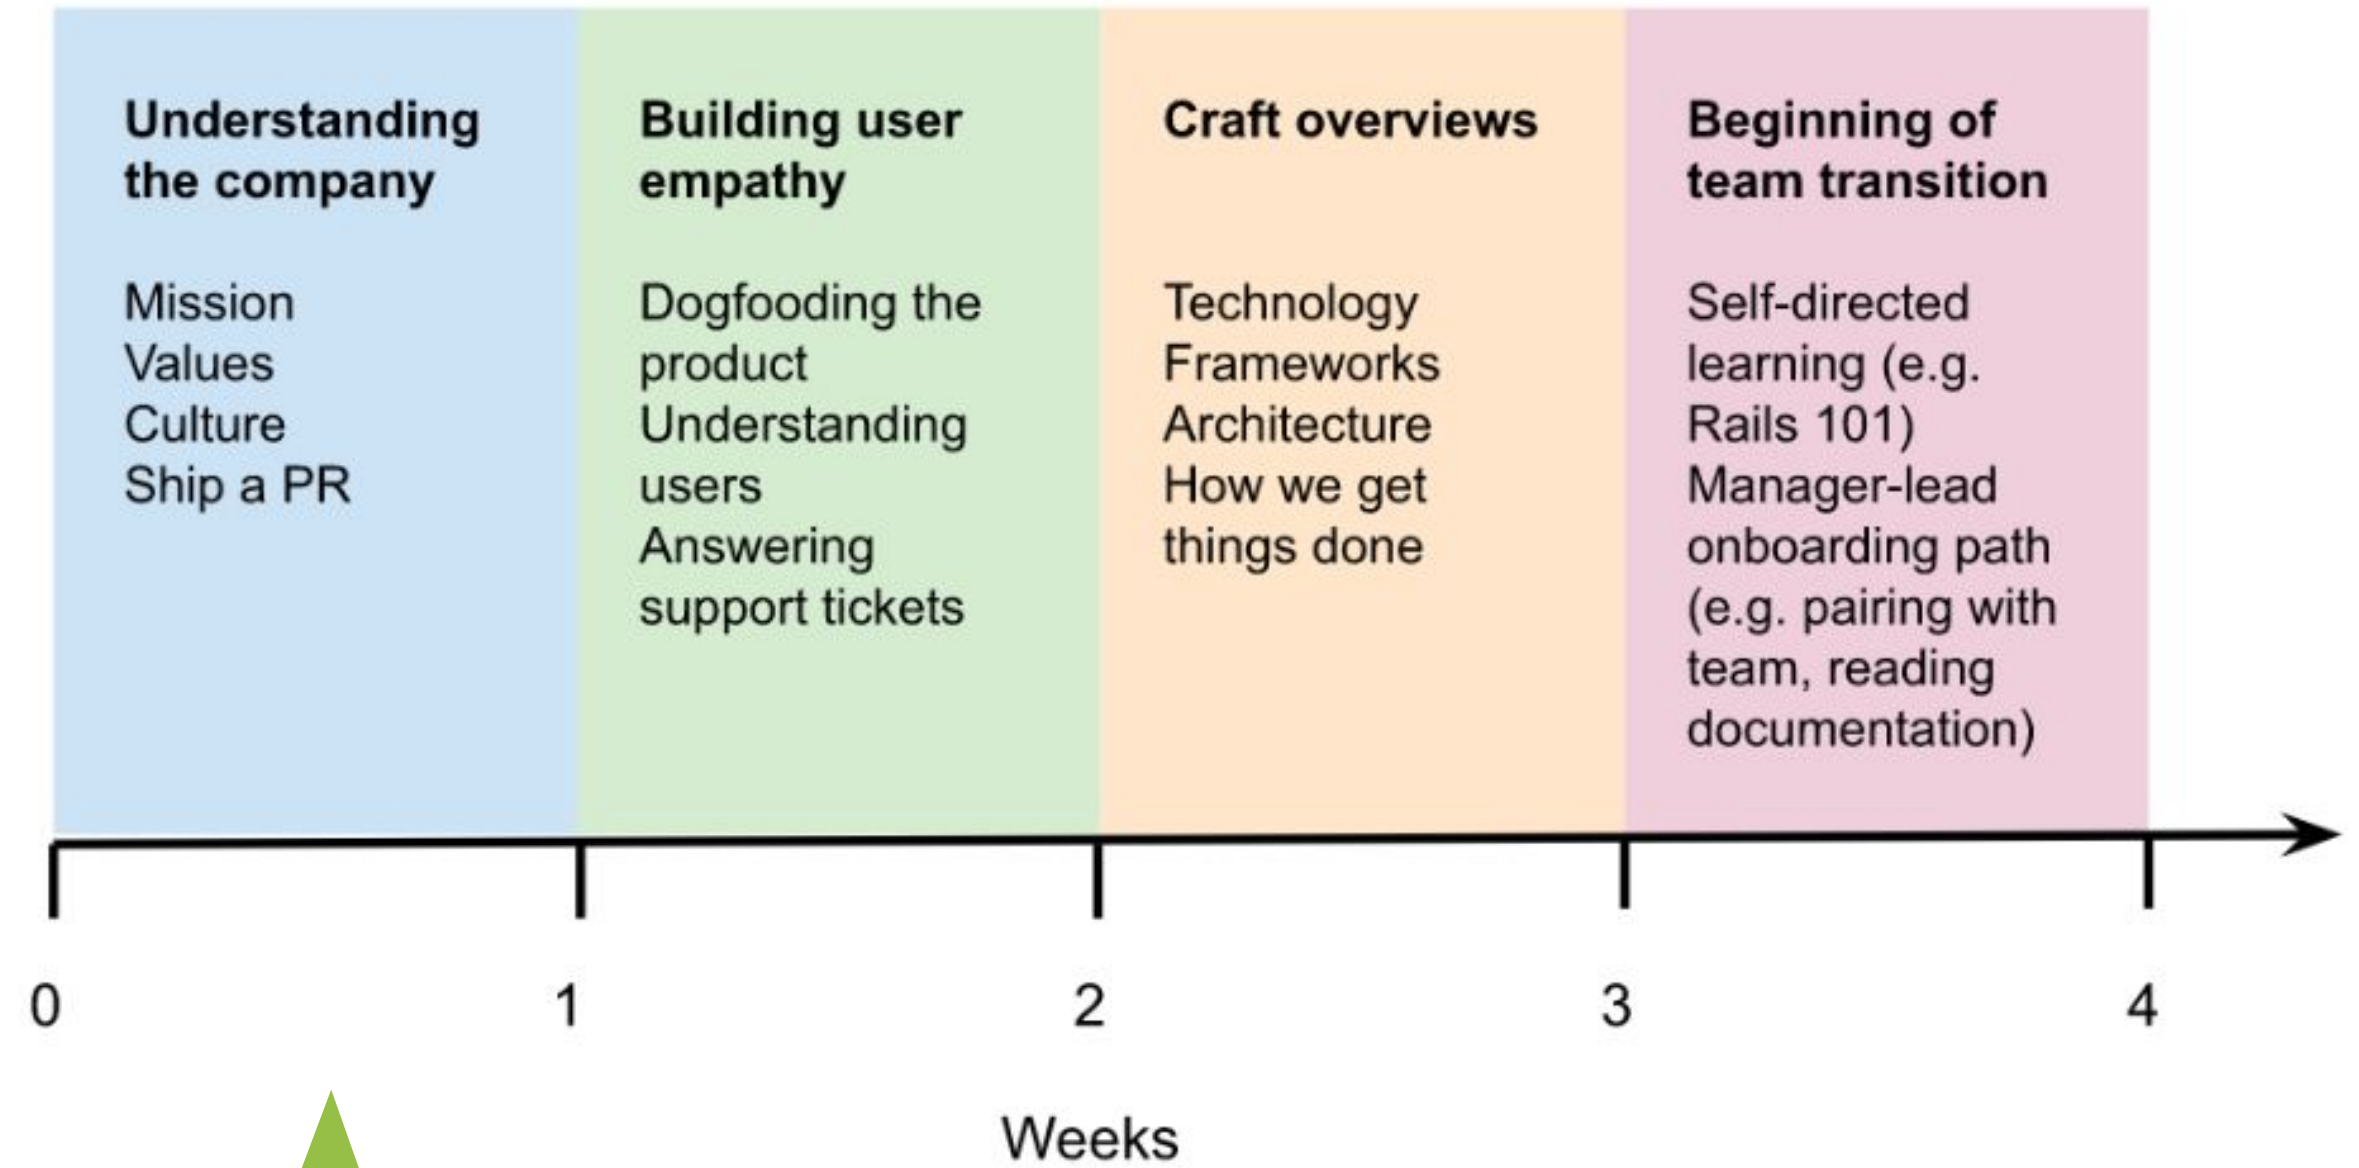 Understanding
the company
Mission
Values
Culture
Ship a PR
Building user
empathy
Dogfooding the
product
Understanding
users
Answering
support tickets
Craft overviews
Technology
Frameworks
Architecture
How we get
things done
Beginning of
team transition
Self-directed
learning (e.g.
Rails 101)
Manager-lead
onboarding path
(e.g. pairing with
team, reading
documentation)
0
1
2
3
4
Weeks